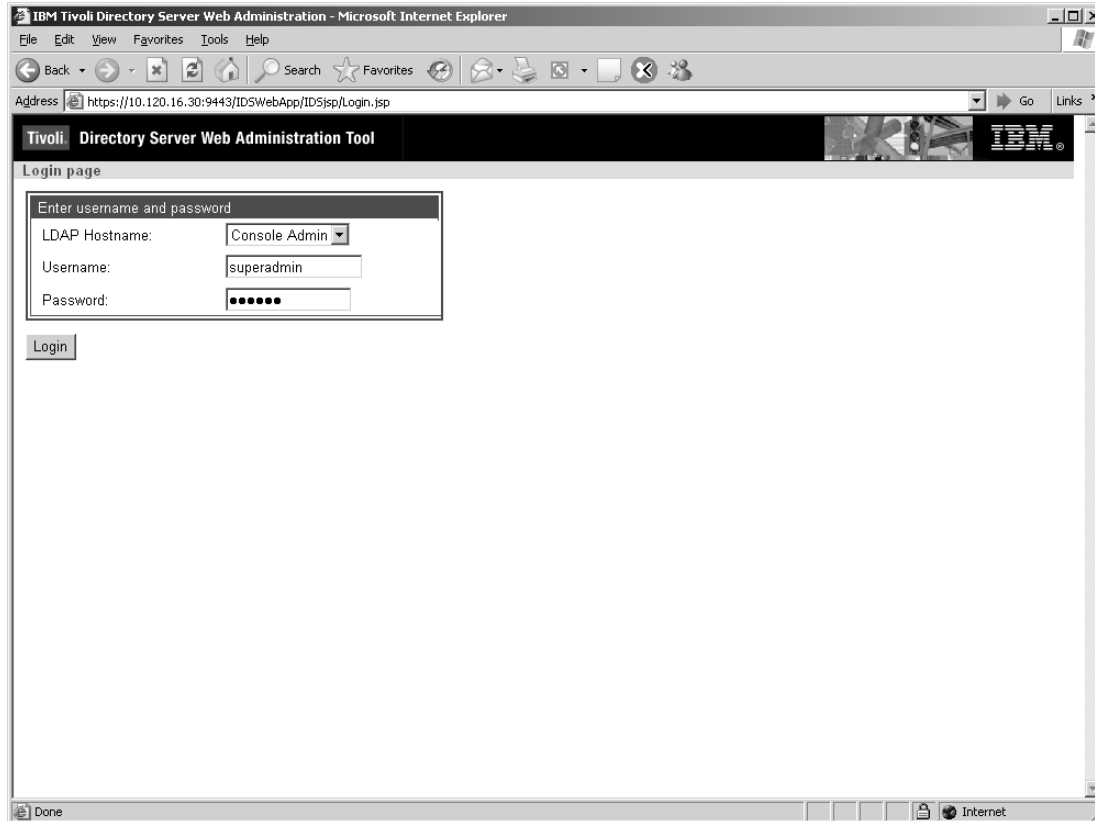 IBM Tivoli Directory Server Web Administration - Microsoft Internet Explorer
File Edit View Favorites Tools Help
Back Search Favorites
Address https://10.120.16.30:9443/IDSWebApp/IDSjsp/Login.jsp Go Links
Tivoli. Directory Server Web Administration Tool IBM®
Login page
Enter username and password
LDAP Hostname: Console Admin
Username: superadmin
Password: ●●●●●●
Login
Done Internet